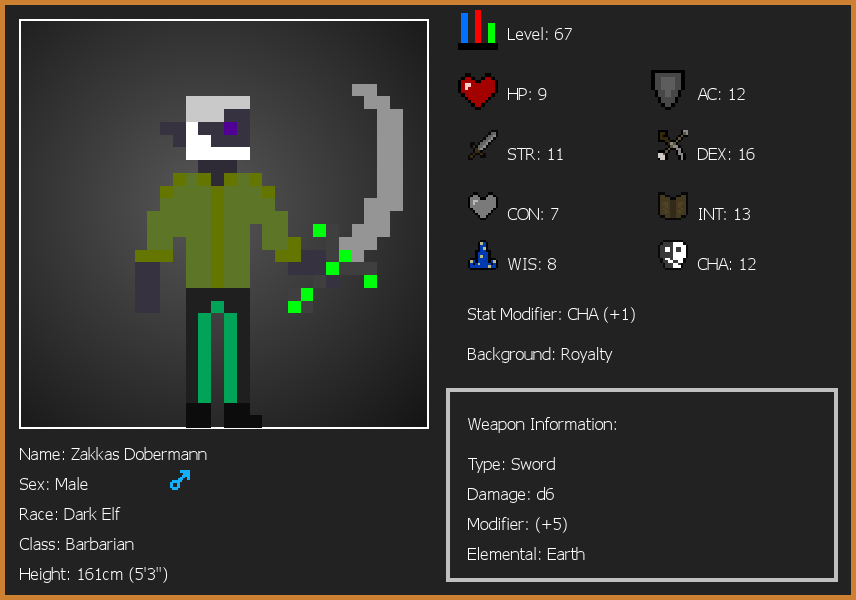 Level: 67
HP: 9
AC: 12
STR: 11
DEX: 16
CON: 7
INT: 13
WIS: 8
CHA: 12
Stat Modifier: CHA (+1)
Background: Royalty
Weapon Information:
Type: Sword
Damage: d6
Modifier: (+5)
Elemental: Earth
Name: Zakkas Dobermann
Sex: Male
Race: Dark Elf
Class: Barbarian
Height: 161cm (5'3")